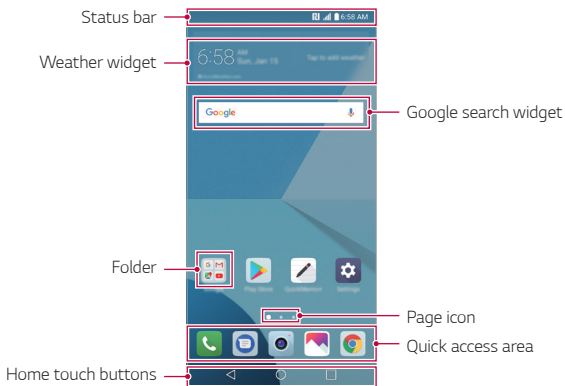 Status bar
6:58 AM
Weather widget
6:58 AM
Sun, Jan 15
Tap to add weather
Google
Google search widget
Folder
Play Store
QuickMemo+
Settings
Page icon
Quick access area
Home touch buttons